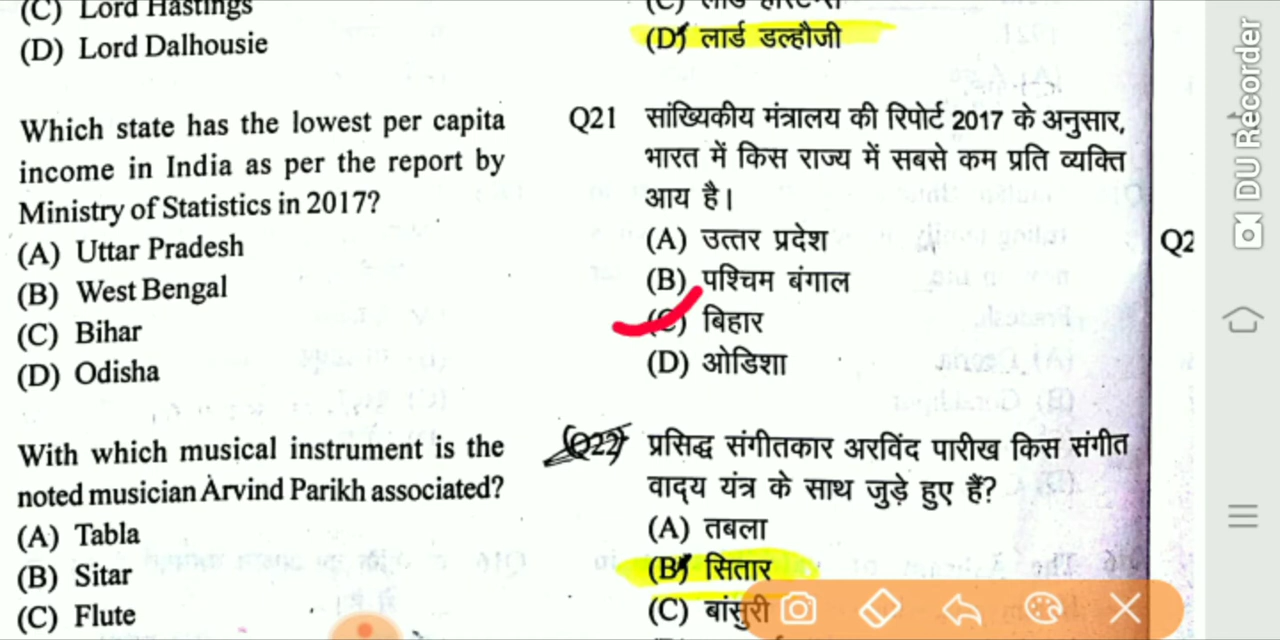 (C) Lord Hastings
(D) Lord Dalhousie
Which state has the lowest per capita
income in India as per the report by
Ministry of Statistics in 2017?
(A) Uttar Pradesh
(B) West Bengal
(C) Bihar
(D) Odisha
With which musical instrument is the
noted musician Arvind Parikh associated?
(A) Tabla
(B) Sitar
(C) Flute
(D) लार्ड डल्हौजी
Q21 सांख्यिकीय मंत्रालय की रिपोर्ट 2017 के अनुसार,
भारत में किस राज्य में सबसे कम प्रति व्यक्ति
आय है।
(A) उत्तर प्रदेश
(B) पश्चिम बंगाल
(C) बिहार
(D) ओडिशा
Q22 प्रसिद्ध संगीतकार अरविंद पारीख किस संगीत
वाद्य यंत्र के साथ जुड़े हुए हैं?
(A) तबला
(B) सितार
(C) बांसुरी
Q2
DU Recorder